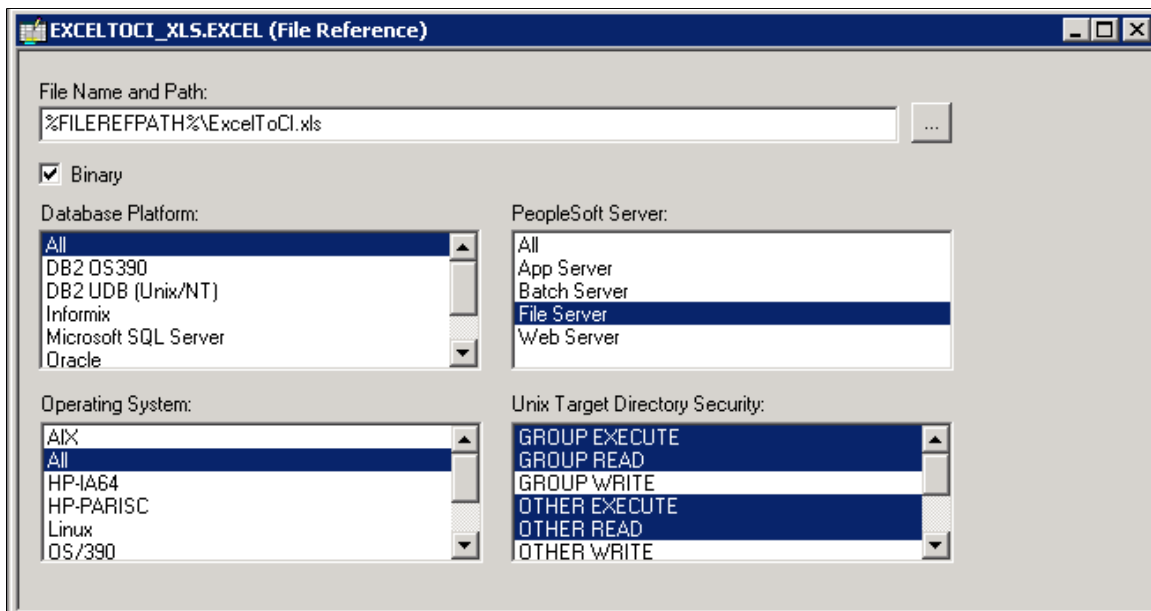 EXCELTOCI_XLS.EXCEL (File Reference)
File Name and Path:
%FILEREFPATH%\ExcelToCI.xls
...
Binary
Database Platform:
All
DB2 OS390
DB2 UDB (Unix/NT)
Informix
Microsoft SQL Server
Oracle
PeopleSoft Server:
All
App Server
Batch Server
File Server
Web Server
Operating System:
AIX
All
HP-IA64
HP-PARISC
Linux
OS/390
Unix Target Directory Security:
GROUP EXECUTE
GROUP READ
GROUP WRITE
OTHER EXECUTE
OTHER READ
OTHER WRITE